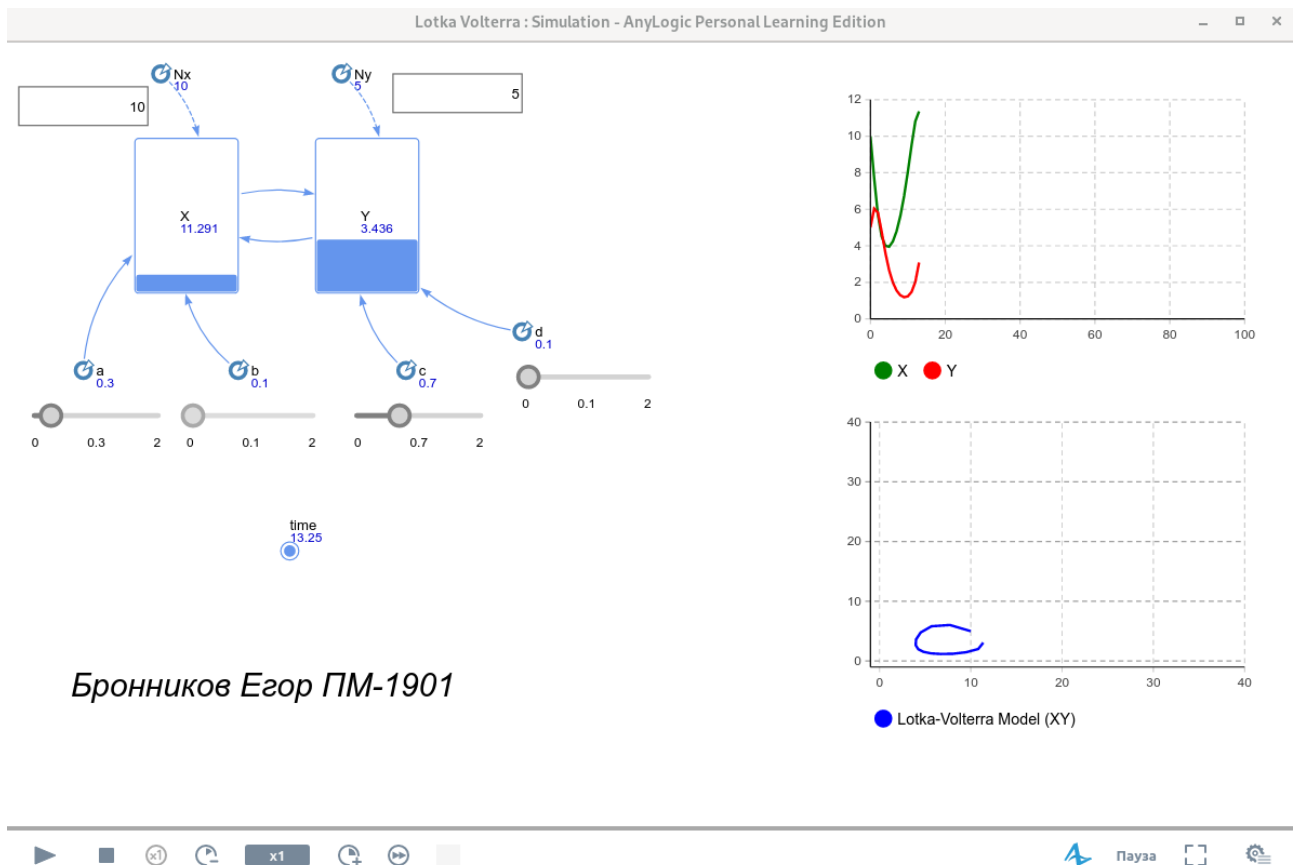 Lotka Volterra : Simulation - AnyLogic Personal Learning Edition
Nx
10
10
Ny
5
5
X
11.291
Y
3.436
a
0.3
b
0.1
c
0.7
d
0.1
0 0.3 2
0 0.1 2
0 0.7 2
0 0.1 2
time
13.25
Бронников Егор ПМ-1901
12
10
8
6
4
2
0
0 20 40 60 80 100
X Y
40
30
20
10
0
0 10 20 30 40
Lotka-Volterra Model (XY)
x1 x1 Пауза